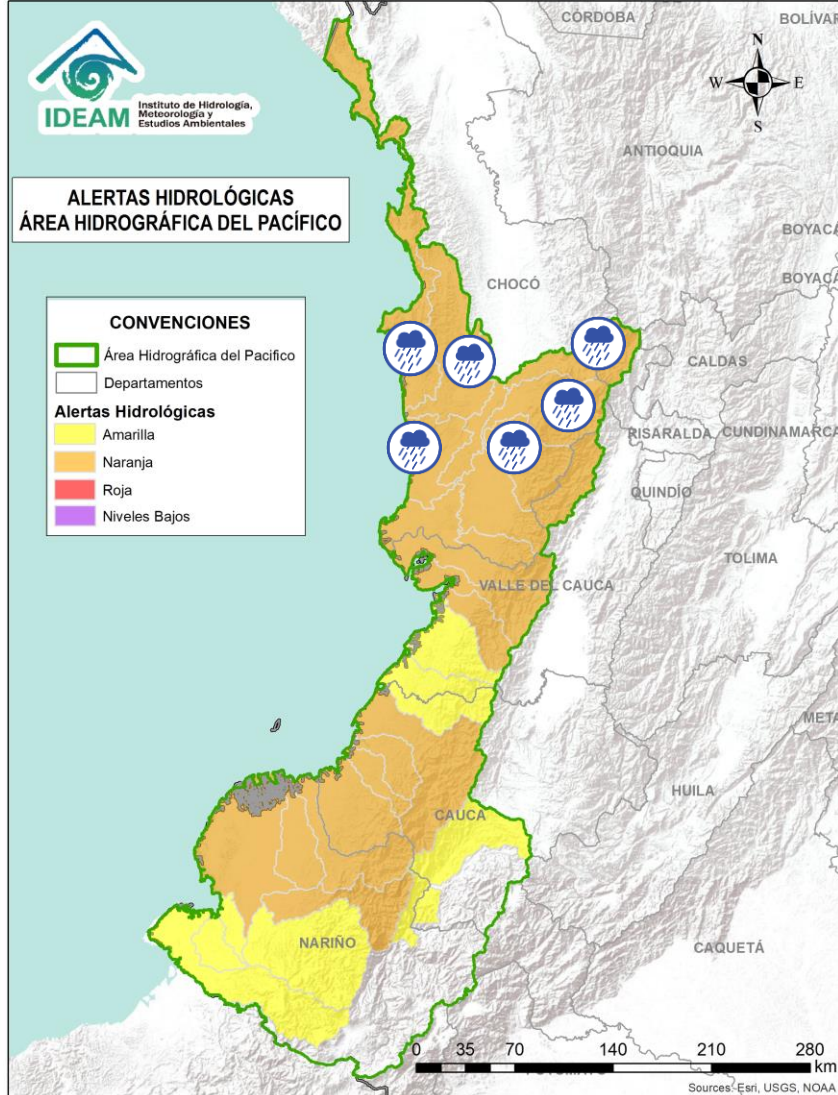 CÓRDOBA
BOLÍVAR
IDEAM
Instituto de Hidrología,
Meteorología y
Estudios Ambientales
N
W
E
S
ANTIOQUIA
ALERTAS HIDROLÓGICAS
ÁREA HIDROGRÁFICA DEL PACÍFICO
BOYACÁ
BOYACÁ
CHOCÓ
CONVENCIONES
Área Hidrográfica del Pacifico
Departamentos
Alertas Hidrológicas
Amarilla
Naranja
Roja
Niveles Bajos
CALDAS
RISARALDA
CUNDINAMARCA
QUINDÍO
TOLIMA
VALLE DEL CAUCA
META
HUILA
CAUCA
NARIÑO
CAQUETÁ
0 35 70 140 210 280
km
Sources: Esri, USGS, NOAA